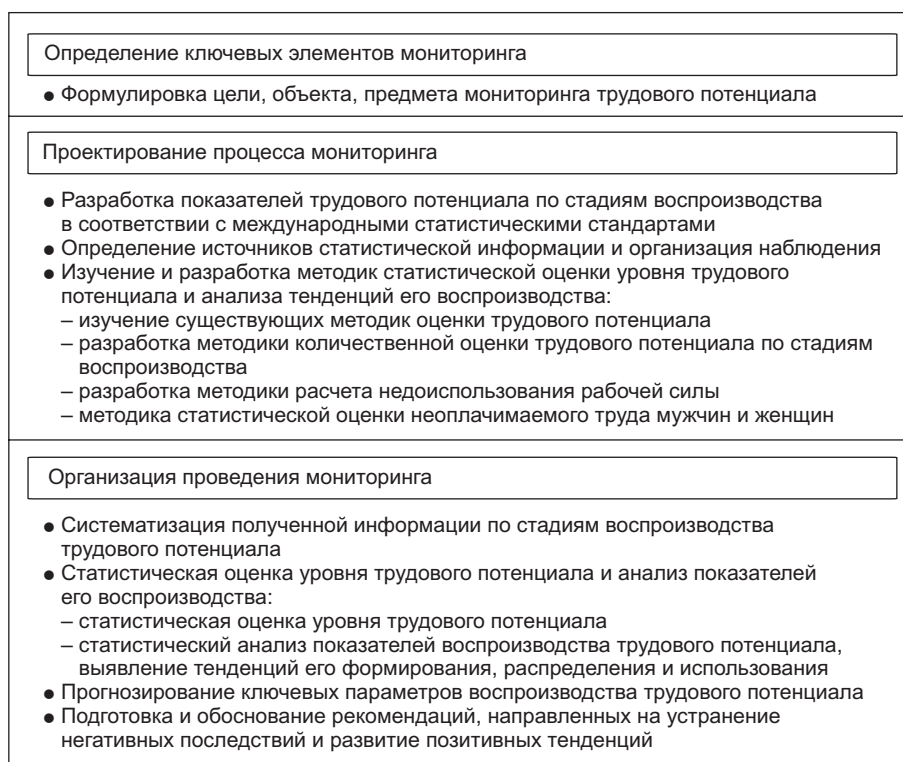 Определение ключевых элементов мониторинга
● Формулировка цели, объекта, предмета мониторинга трудового потенциала
Проектирование процесса мониторинга
● Разработка показателей трудового потенциала по стадиям воспроизводства
в соответствии с международными статистическими стандартами
● Определение источников статистической информации и организация наблюдения
● Изучение и разработка методик статистической оценки уровня трудового
потенциала и анализа тенденций его воспроизводства:
– изучение существующих методик оценки трудового потенциала
– разработка методики количественной оценки трудового потенциала по стадиям
воспроизводства
– разработка методики расчета недоиспользования рабочей силы
– методика статистической оценки неоплачимаемого труда мужчин и женщин
Организация проведения мониторинга
● Систематизация полученной информации по стадиям воспроизводства
трудового потенциала
● Статистическая оценка уровня трудового потенциала и анализ показателей
его воспроизводства:
– статистическая оценка уровня трудового потенциала
– статистический анализ показателей воспроизводства трудового потенциала,
выявление тенденций его формирования, распределения и использования
● Прогнозирование ключевых параметров воспроизводства трудового потенциала
● Подготовка и обоснование рекомендаций, направленных на устранение
негативных последствий и развитие позитивных тенденций